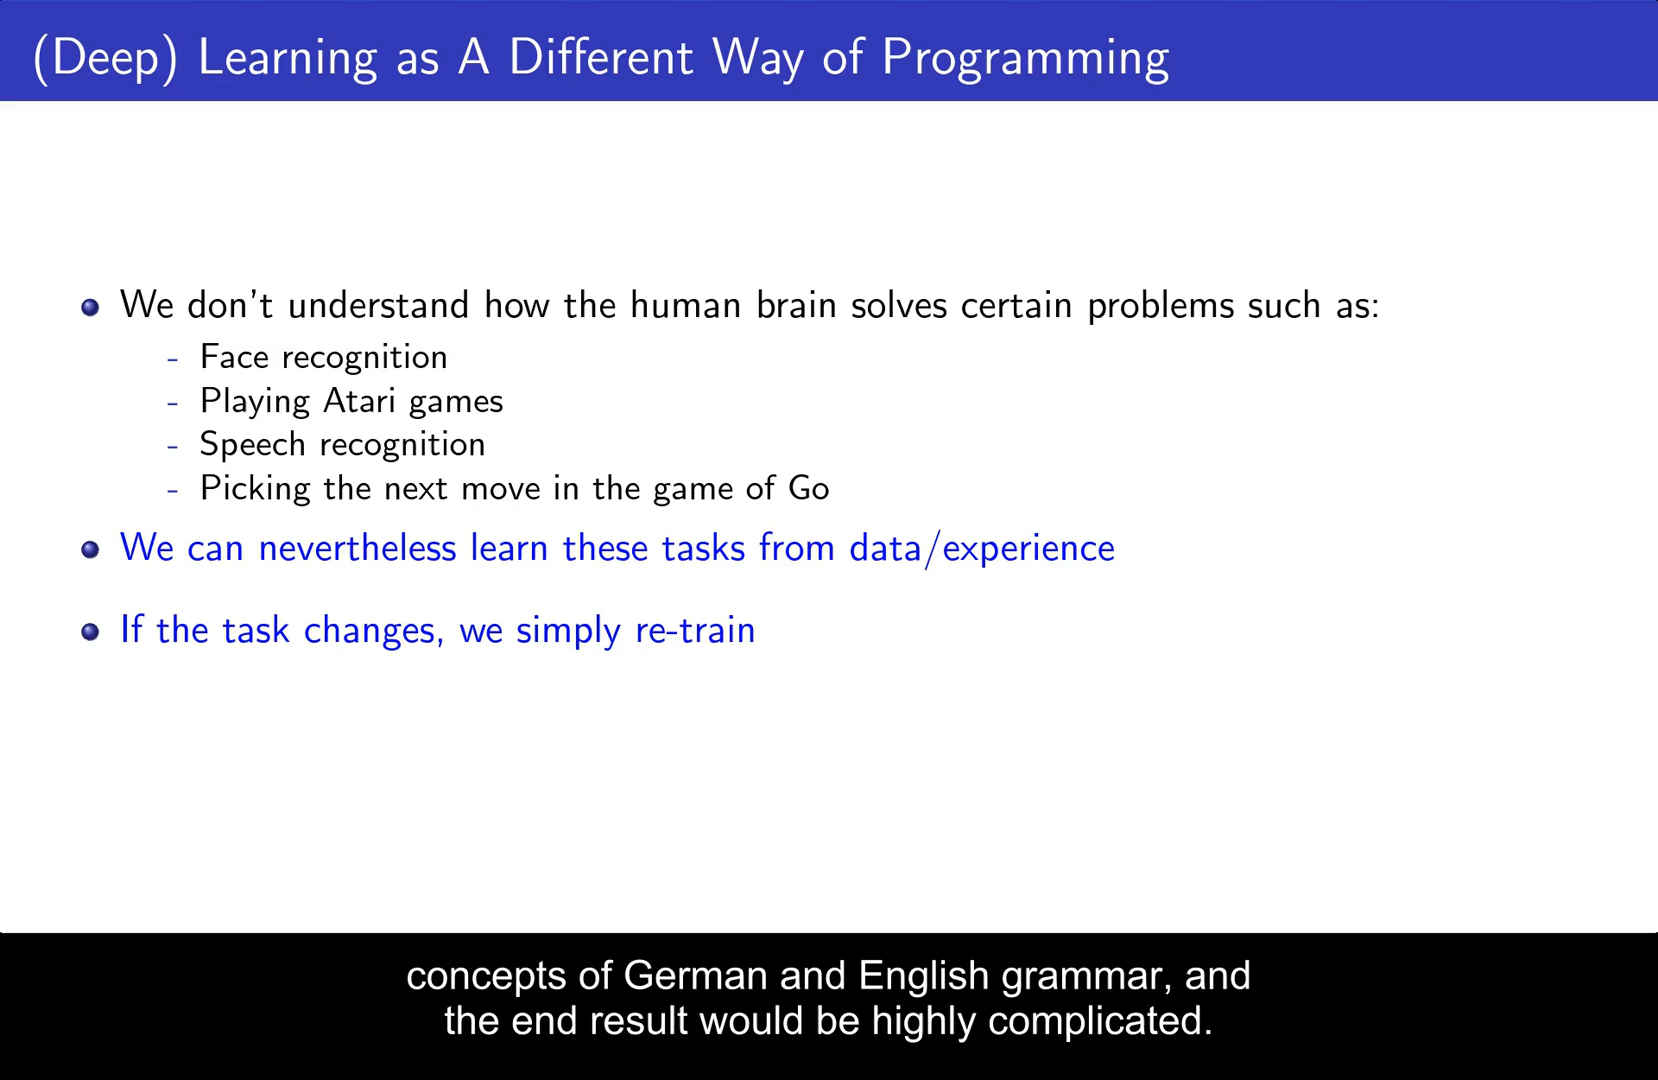 (Deep) Learning as A Different Way of Programming
We don't understand how the human brain solves certain problems such as:
- Face recognition
- Playing Atari games
- Speech recognition
- Picking the next move in the game of Go
We can nevertheless learn these tasks from data/experience
If the task changes, we simply re-train
concepts of German and English grammar, and
the end result would be highly complicated.